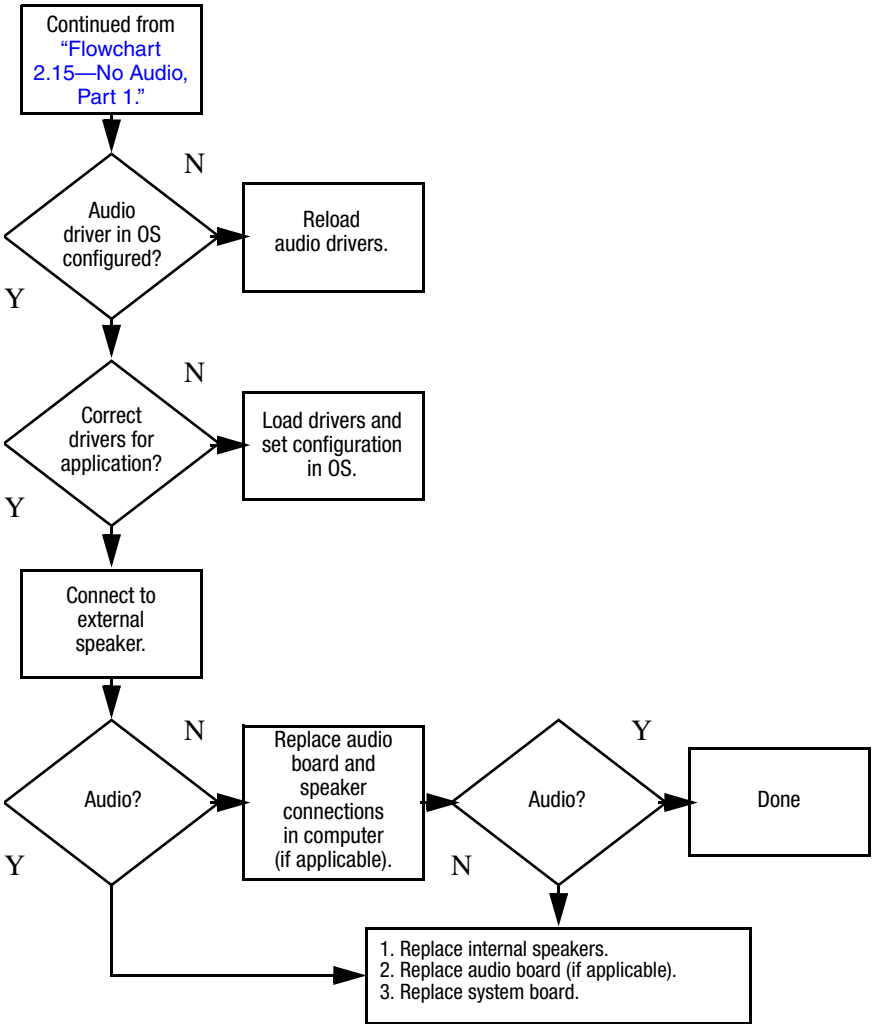 Continued from
“Flowchart
2.15—No Audio,
Part 1.”
N
Audio
driver in OS
configured?
Reload
audio drivers.
Y
N
Correct
drivers for
application?
Load drivers and
set configuration
in OS.
Y
Connect to
external
speaker.
N
Audio?
Replace audio
board and
speaker
connections
in computer
(if applicable).
Y
Audio?
Done
Y
N
1. Replace internal speakers.
2. Replace audio board (if applicable).
3. Replace system board.